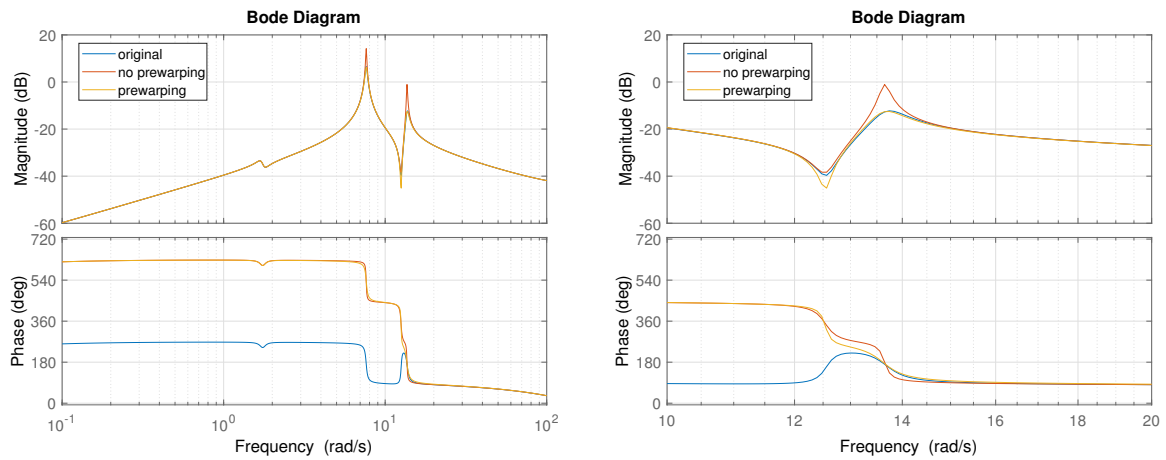 Bode Diagram
original
no prewarping
prewarping
Magnitude (dB)
20
0
-20
-40
-60
Phase (deg)
720
540
360
180
0
10^-1
10^0
10^1
10^2
Frequency (rad/s)
Bode Diagram
original
no prewarping
prewarping
Magnitude (dB)
20
0
-20
-40
-60
Phase (deg)
720
540
360
180
0
10
12
14
16
18
20
Frequency (rad/s)